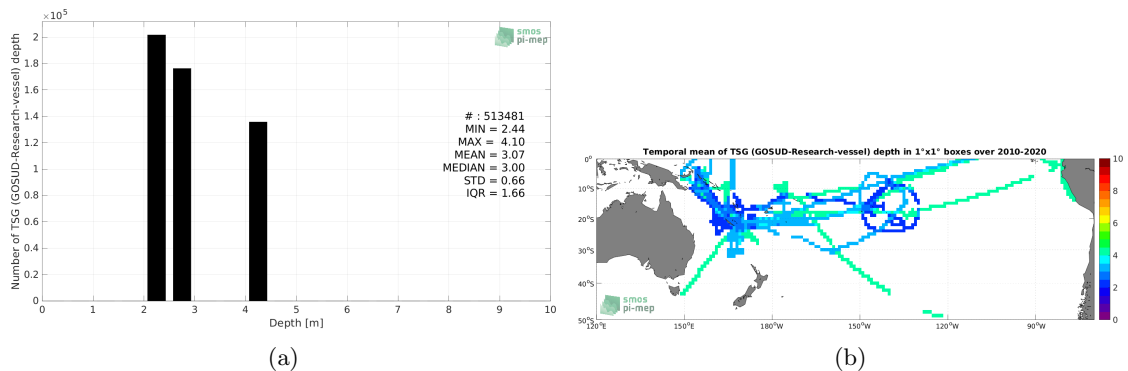 ×10⁵
2
1.8
1.6
1.4
1.2
1
0.8
0.6
0.4
0.2
0
Number of TSG (GOSUD-Research-vessel) depth
smos
pi-mep
# : 513481
MIN = 2.44
MAX = 4.10
MEAN = 3.07
MEDIAN = 3.00
STD = 0.66
IQR = 1.66
0 1 2 3 4 5 6 7 8 9 10
Depth [m]
(a)
Temporal mean of TSG (GOSUD-Research-vessel) depth in 1°x1° boxes over 2010-2020
0°
10°S
20°S
30°S
40°S
50°S
120°E 150°E 180°W 150°W 120°W 90°W
smos
pi-mep
10
8
6
4
2
0
(b)